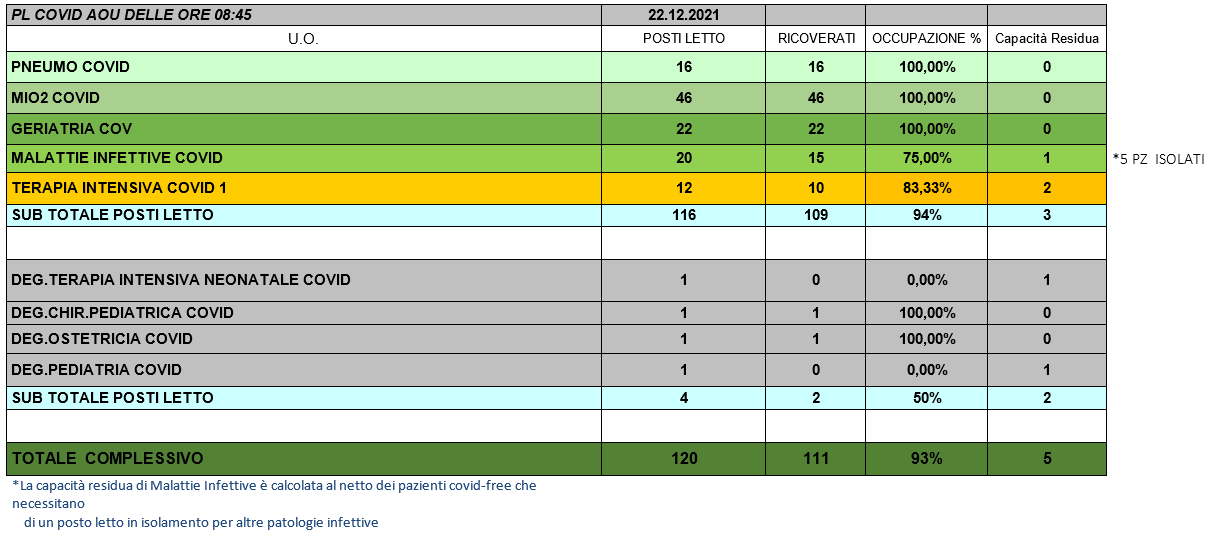 PL COVID AOU DELLE ORE 08:45 22.12.2021
U.O. POSTI LETTO RICOVERATI OCCUPAZIONE % Capacità Residua
PNEUMO COVID 16 16 100,00% 0
MIO2 COVID 46 46 100,00% 0
GERIATRIA COV 22 22 100,00% 0
MALATTIE INFETTIVE COVID 20 15 75,00% 1 *5 PZ ISOLATI
TERAPIA INTENSIVA COVID 1 12 10 83,33% 2
SUB TOTALE POSTI LETTO 116 109 94% 3
DEG.TERAPIA INTENSIVA NEONATALE COVID 1 0 0,00% 1
DEG.CHIR.PEDIATRICA COVID 1 1 100,00% 0
DEG.OSTETRICIA COVID 1 1 100,00% 0
DEG.PEDIATRIA COVID 1 0 0,00% 1
SUB TOTALE POSTI LETTO 4 2 50% 2
TOTALE COMPLESSIVO 120 111 93% 5
*La capacità residua di Malattie Infettive è calcolata al netto dei pazienti covid-free che
necessitano
di un posto letto in isolamento per altre patologie infettive